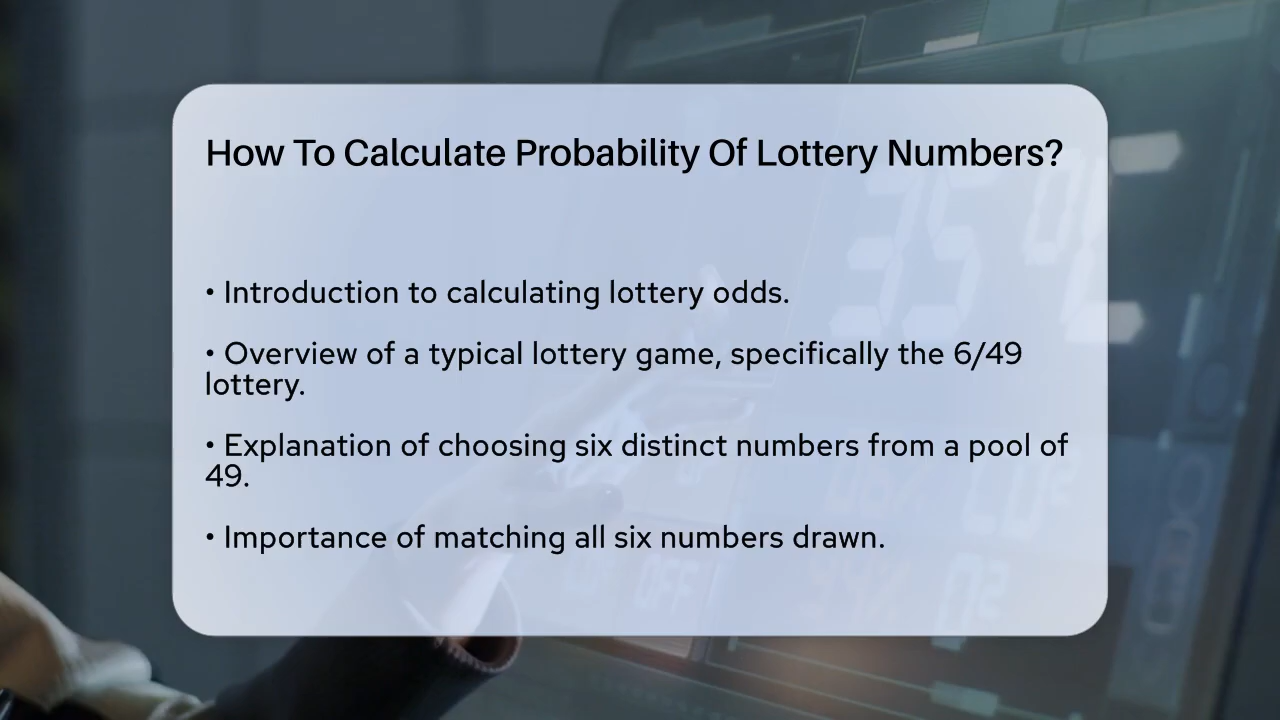 How To Calculate Probability Of Lottery Numbers?
• Introduction to calculating lottery odds.
• Overview of a typical lottery game, specifically the 6/49
lottery.
• Explanation of choosing six distinct numbers from a pool of
49.
• Importance of matching all six numbers drawn.